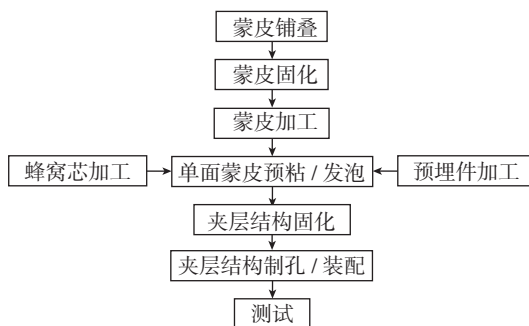 蒙皮铺叠
蒙皮固化
蒙皮加工
蜂窝芯加工
单面蒙皮预粘 / 发泡
预埋件加工
夹层结构固化
夹层结构制孔 / 装配
测试